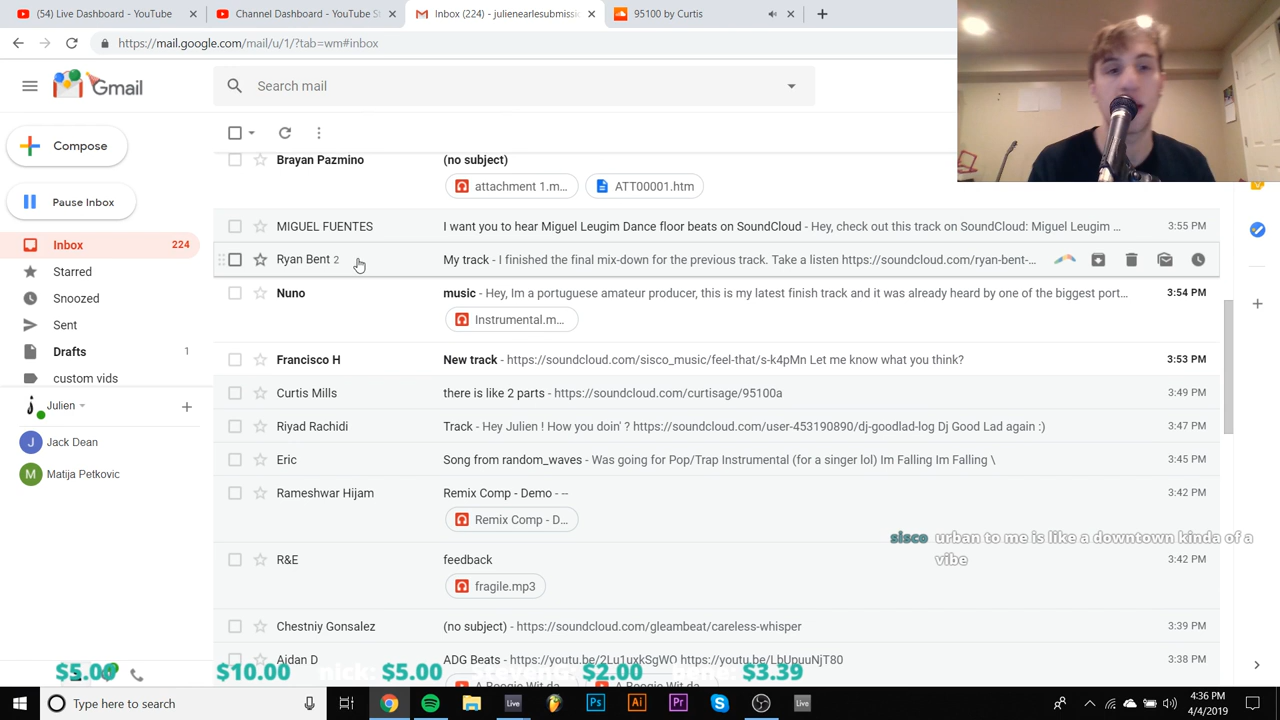 (54) Live Dashboard - YouTube
Channel Dashboard - YouTube S
Inbox (224) - julienearlesubmissi
95100 by Curtis
https://mail.google.com/mail/u/1/?tab=wm#inbox
Gmail
Search mail
Compose
Pause Inbox
Inbox 224
Starred
Snoozed
Sent
Drafts 1
custom vids
Julien
J Jack Dean
M Matija Petkovic
Brayan Pazmino (no subject)
attachment 1.m... ATT00001.htm
MIGUEL FUENTES I want you to hear Miguel Leugim Dance floor beats on SoundCloud - Hey, check out this track on SoundCloud: Miguel Leugim ... 3:55 PM
Ryan Bent 2 My track - I finished the final mix-down for the previous track. Take a listen https://soundcloud.com/ryan-bent-...
Nuno music - Hey, Im a portuguese amateur producer, this is my latest finish track and it was already heard by one of the biggest port... 3:54 PM
Instrumental.m...
Francisco H New track - https://soundcloud.com/sisco_music/feel-that/s-k4pMn Let me know what you think? 3:53 PM
Curtis Mills there is like 2 parts - https://soundcloud.com/curtisage/95100a 3:49 PM
Riyad Rachidi Track - Hey Julien ! How you doin' ? https://soundcloud.com/user-453190890/dj-goodlad-log Dj Good Lad again :) 3:47 PM
Eric Song from random_waves - Was going for Pop/Trap Instrumental (for a singer lol) Im Falling Im Falling \ 3:45 PM
Rameshwar Hijam Remix Comp - Demo - -- 3:42 PM
Remix Comp - D...
sisco urban to me is like a downtown kinda of a
vibe
R&E feedback 3:42 PM
fragile.mp3
Chestniy Gonsalez (no subject) - https://soundcloud.com/gleambeat/careless-whisper 3:39 PM
Aidan D ADG Beats - https://youtu.be/2Lu1uxkSgWQ https://youtu.be/LbUpuuNjT80 3:38 PM
$5.00 $10.00 nick: $5.00 $2.00 $3.39
Type here to search
Live
Ps
Ai
Pr
Live
4:36 PM
4/4/2019